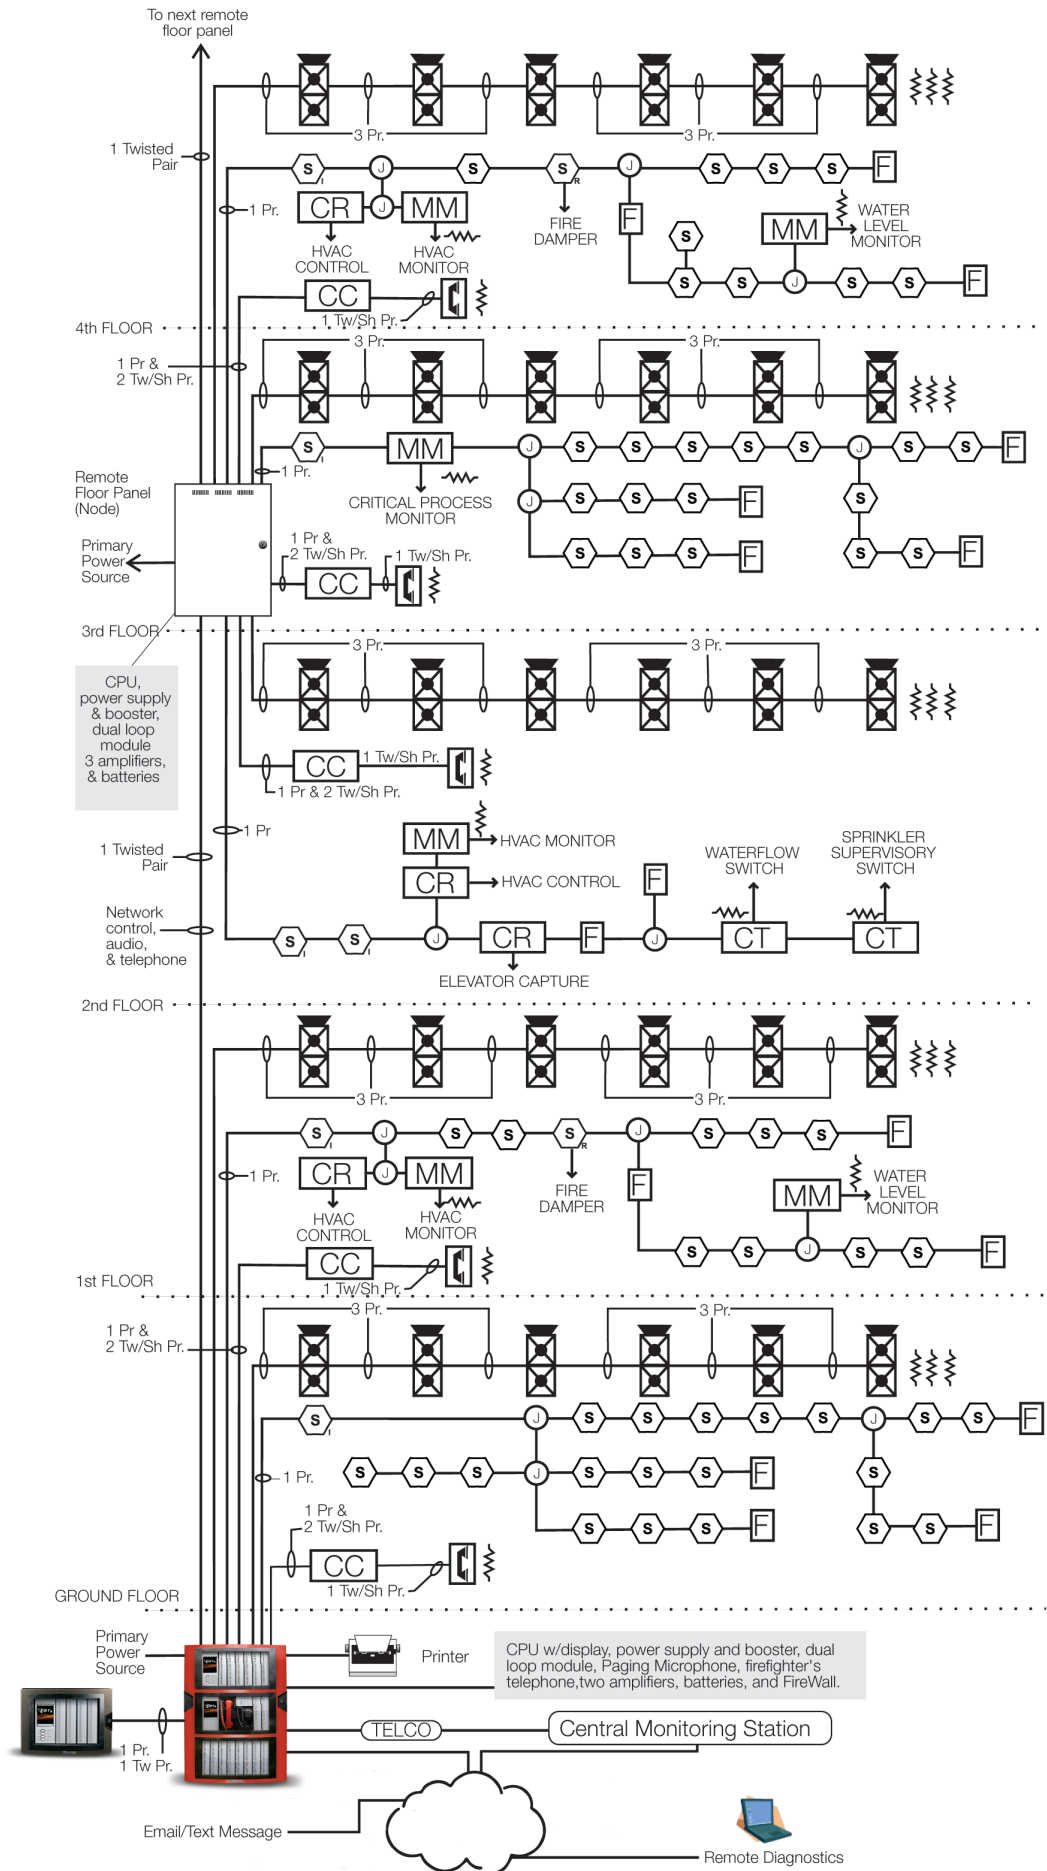 To next remote
floor panel
3 Pr.
3 Pr.
1 Twisted
Pair
S
I
J
S
S
R
J
S
S
S
F
1 Pr.
CR
J
MM
F
S
MM
WATER
LEVEL
MONITOR
FIRE
DAMPER
HVAC
CONTROL
HVAC
MONITOR
CC
S
S
J
S
S
F
1 Tw/Sh Pr.
4th FLOOR
3 Pr.
3 Pr.
1 Pr &
2 Tw/Sh Pr.
S
I
MM
J
S
S
S
S
S
J
S
S
F
1 Pr.
Remote
Floor Panel
(Node)
CRITICAL PROCESS
MONITOR
J
S
S
S
F
S
Primary
Power
Source
1 Pr &
2 Tw/Sh Pr.
1 Tw/Sh Pr.
CC
S
S
S
F
S
S
F
3rd FLOOR
3 Pr.
3 Pr.
CPU,
power supply
& booster,
dual loop
module
3 amplifiers,
& batteries
CC
1 Tw/Sh Pr.
1 Pr & 2 Tw/Sh Pr.
1 Pr
1 Twisted
Pair
MM
HVAC MONITOR
CR
HVAC CONTROL
F
WATERFLOW
SWITCH
SPRINKLER
SUPERVISORY
SWITCH
Network
control,
audio,
& telephone
S
I
S
I
J
CR
F
J
CT
CT
ELEVATOR CAPTURE
2nd FLOOR
3 Pr.
3 Pr.
S
I
J
S
S
S
R
J
S
S
S
F
1 Pr.
CR
J
MM
F
MM
WATER
LEVEL
MONITOR
FIRE
DAMPER
HVAC
CONTROL
HVAC
MONITOR
CC
S
S
J
S
S
F
1 Tw/Sh Pr.
1st FLOOR
3 Pr.
3 Pr.
1 Pr &
2 Tw/Sh Pr.
S
I
J
S
S
S
S
S
J
S
S
F
1 Pr.
S
S
S
J
S
S
S
F
S
1 Pr &
2 Tw/Sh Pr.
S
S
S
F
S
S
F
CC
1 Tw/Sh Pr.
GROUND FLOOR
Primary
Power
Source
Printer
CPU w/display, power supply and booster, dual
loop module, Paging Microphone, firefighter's
telephone,two amplifiers, batteries, and FireWall.
TELCO
Central Monitoring Station
1 Pr.
1 Tw Pr.
Email/Text Message
Remote Diagnostics